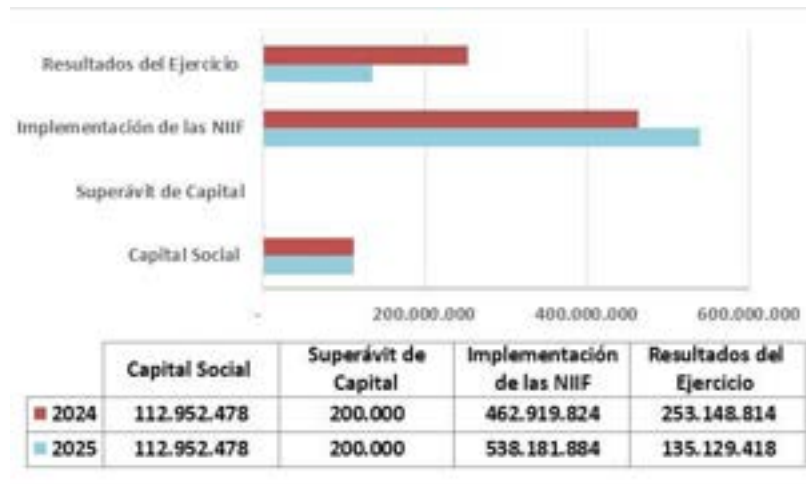 Resultados del Ejercicio
Implementación de las NIIF
Superávit de Capital
Capital Social
- 200.000.000 400.000.000 600.000.000
Capital Social Superávit de Capital Implementación de las NIIF Resultados del Ejercicio
2024 112.952.478 200.000 462.919.824 253.148.814
2025 112.952.478 200.000 538.181.884 135.129.418